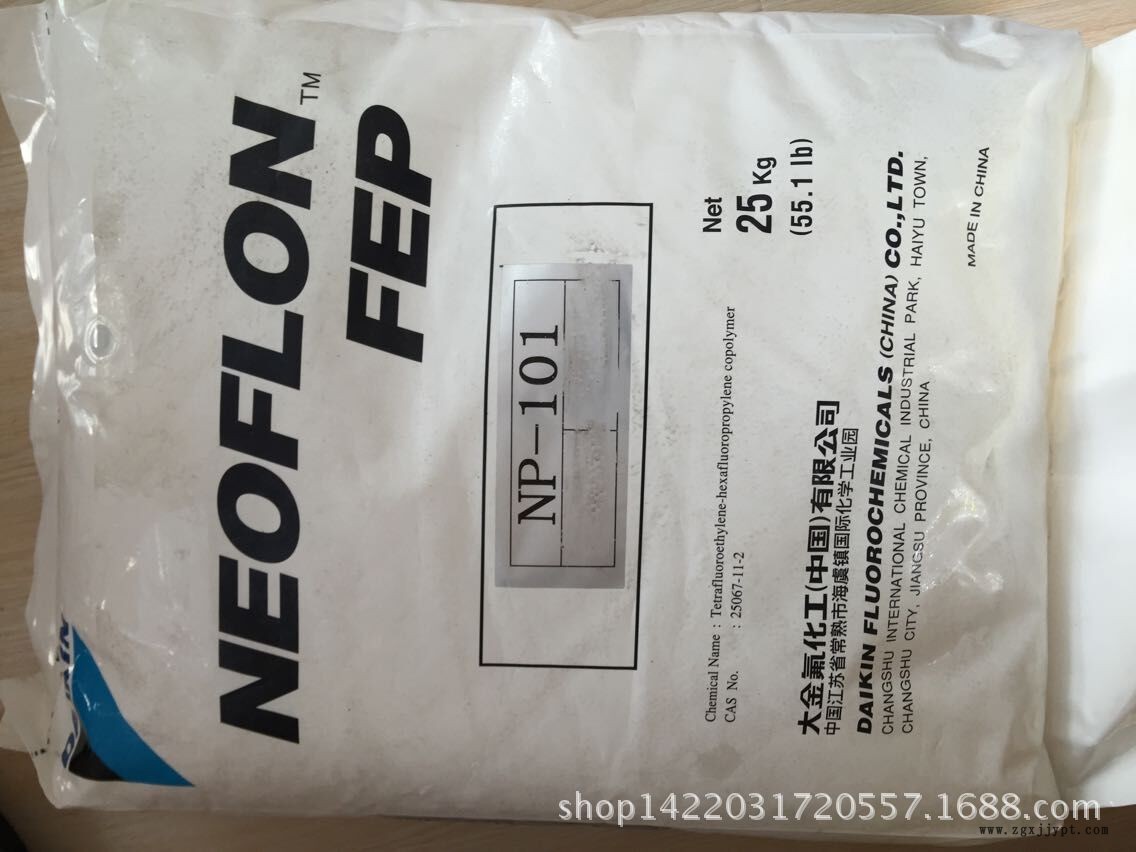 DAIKIN
NEOFLON™
FEP
NP-101
Net
25 Kg
(55.1 lb)
Chemical Name : Tetrafluoroethylene-hexafluoropropylene copolymer
CAS No. : 25067-11-2
大金氟化工(中国)有限公司
中国江苏省常熟市海虞镇国际化学工业园
DAIKIN FLUOROCHEMICALS (CHINA) CO.,LTD.
CHANGSHU INTERNATIONAL CHEMICAL INDUSTRIAL PARK, HAIYU TOWN,
CHANGSHU CITY, JIANGSU PROVINCE, CHINA
MADE IN CHINA
shop1422031720557.1688.com
www.zgxjjypt.com